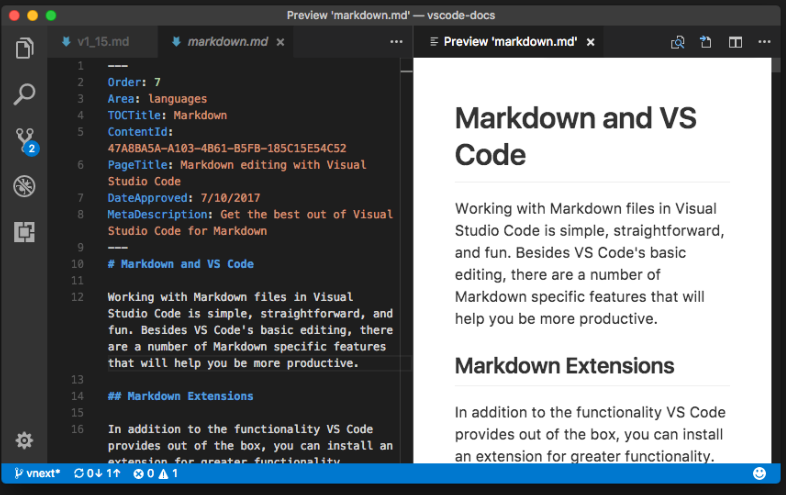 Preview 'markdown.md' — vscode-docs
v1_15.md
markdown.md ×
Preview 'markdown.md' ×
1 ---
2 Order: 7
3 Area: languages
4 TOCTitle: Markdown
5 ContentId:
47A8BA5A-A103-4B61-B5FB-185C15E54C52
6 PageTitle: Markdown editing with Visual
Studio Code
7 DateApproved: 7/10/2017
8 MetaDescription: Get the best out of Visual
Studio Code for Markdown
9 ---
10 # Markdown and VS Code
11
12 Working with Markdown files in Visual
Studio Code is simple, straightforward, and
fun. Besides VS Code's basic editing, there
are a number of Markdown specific features
that will help you be more productive.
13
14 ## Markdown Extensions
15
16 In addition to the functionality VS Code
provides out of the box, you can install an
extension for greater functionality.
Markdown and VS
Code
Working with Markdown files in Visual
Studio Code is simple, straightforward,
and fun. Besides VS Code's basic
editing, there are a number of
Markdown specific features that will
help you be more productive.
Markdown Extensions
In addition to the functionality VS Code
provides out of the box, you can install
an extension for greater functionality.
2
vnext* 0↓ 1↑ 0 1